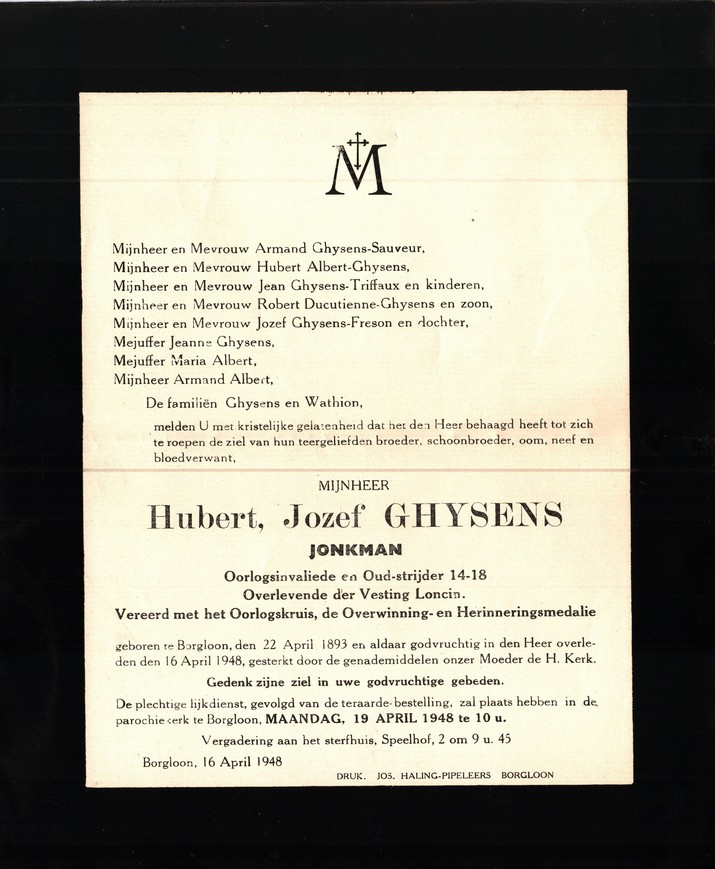 M
Mijnheer en Mevrouw Armand Ghysens-Sauveur,
Mijnheer en Mevrouw Hubert Albert-Ghysens,
Mijnheer en Mevrouw Jean Ghysens-Triffaux en kinderen,
Mijnheer en Mevrouw Robert Ducutienne-Ghysens en zoon,
Mijnheer en Mevrouw Jozef Ghysens-Freson en dochter,
Mejuffer Jeanne Ghysens,
Mejuffer Maria Albert,
Mijnheer Armand Albert,
De familiën Ghysens en Wathion,
melden U met kristelijke gelatenheid dat het den Heer behaagd heeft tot zich
te roepen de ziel van hun teergeliefden broeder, schoonbroeder, oom, neef en
bloedverwant,
MIJNHEER
Hubert, Jozef GHYSENS
JONKMAN
Oorlogsinvaliede en Oud-strijder 14-18
Overlevende der Vesting Loncin.
Vereerd met het Oorlogskruis, de Overwinning- en Herinneringsmedalie
geboren te Borgloon, den 22 April 1893 en aldaar godvruchtig in den Heer overle-
den den 16 April 1948, gesterkt door de genademiddelen onzer Moeder de H. Kerk.
Gedenk zijne ziel in uwe godvruchtige gebeden.
De plechtige lijkdienst, gevolgd van de teraarde-bestelling, zal plaats hebben in de
parochiekerk te Borgloon, MAANDAG, 19 APRIL 1948 te 10 u.
Vergadering aan het sterfhuis, Speelhof, 2 om 9 u. 45
Borgloon, 16 April 1948
DRUK. JOS. HALING-PIPELEERS BORGLOON